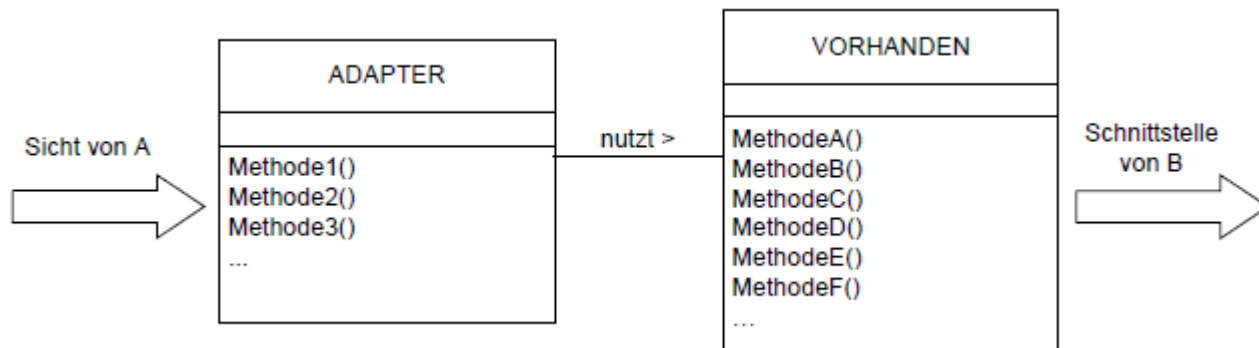 Sicht von A
ADAPTER
Methode1()
Methode2()
Methode3()
...
nutzt >
VORHANDEN
MethodeA()
MethodeB()
MethodeC()
MethodeD()
MethodeE()
MethodeF()
...
Schnittstelle
von B